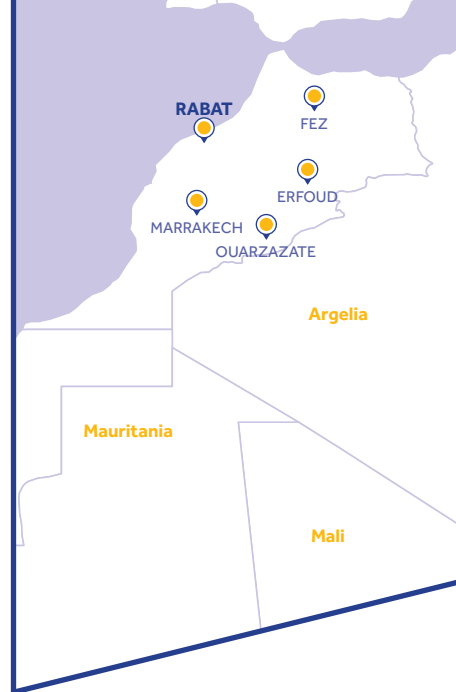 RABAT
FEZ
ERFOUD
MARRAKECH
OUARZAZATE
Argelia
Mauritania
Mali